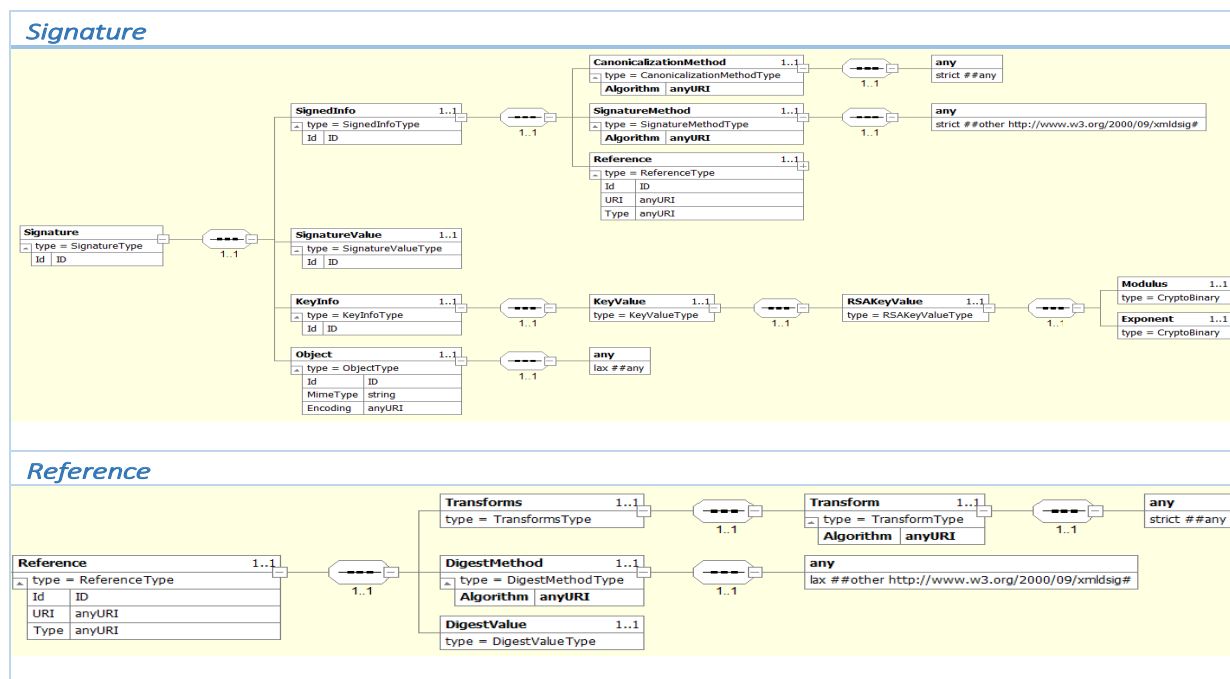 Signature
CanonicalizationMethod 1..1
type = CanonicalizationMethodType
Algorithm anyURI
1..1
any
strict ##any
SignedInfo 1..1
type = SignedInfoType
Id ID
1..1
SignatureMethod 1..1
type = SignatureMethodType
Algorithm anyURI
1..1
any
strict ##other http://www.w3.org/2000/09/xmldsig#
Reference 1..1
type = ReferenceType
Id ID
URI anyURI
Type anyURI
Signature
type = SignatureType
Id ID
1..1
SignatureValue 1..1
type = SignatureValueType
Id ID
KeyInfo 1..1
type = KeyInfoType
Id ID
1..1
KeyValue 1..1
type = KeyValueType
1..1
RSAKeyValue 1..1
type = RSAKeyValueType
1..1
Modulus 1..1
type = CryptoBinary
Exponent 1..1
type = CryptoBinary
Object 1..1
type = ObjectType
Id ID
MimeType string
Encoding anyURI
1..1
any
lax ##any
Reference
Transforms 1..1
type = TransformsType
1..1
Transform 1..1
type = TransformType
Algorithm anyURI
1..1
any
strict ##any
Reference 1..1
type = ReferenceType
Id ID
URI anyURI
Type anyURI
1..1
DigestMethod 1..1
type = DigestMethodType
Algorithm anyURI
1..1
any
lax ##other http://www.w3.org/2000/09/xmldsig#
DigestValue 1..1
type = DigestValueType